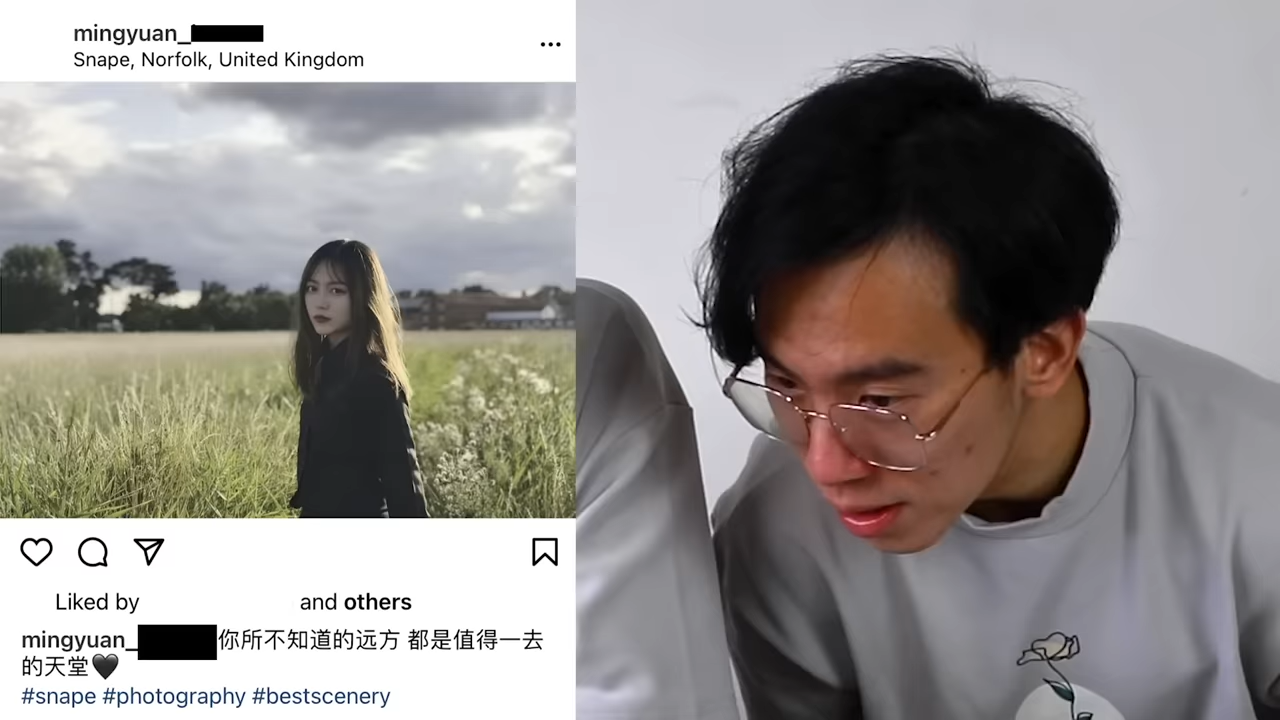 mingyuan_
Snape, Norfolk, United Kingdom
Liked by and others
mingyuan_ 你所不知道的远方 都是值得一去
的天堂🖤
#snape #photography #bestscenery